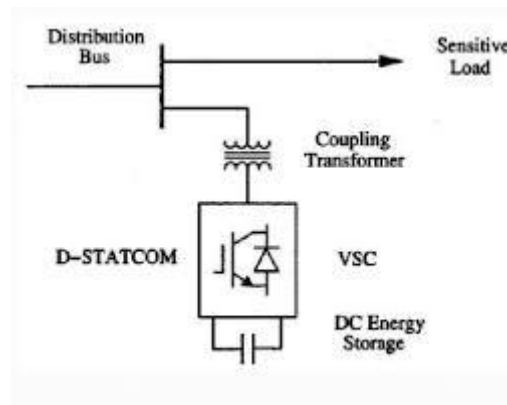 Distribution
Bus
Sensitive
Load
Coupling
Transformer
D-STATCOM
VSC
DC Energy
Storage